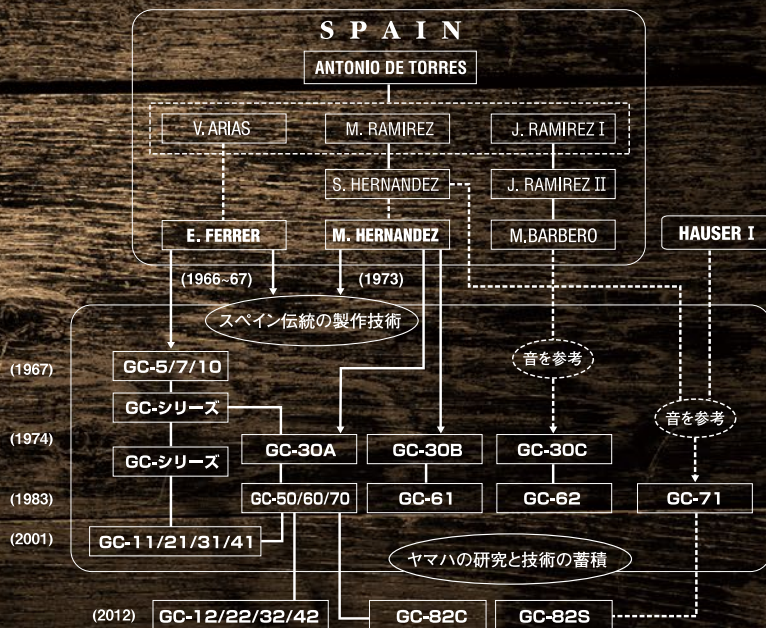 SPAIN
ANTONIO DE TORRES
V. ARIAS
M. RAMIREZ
J. RAMIREZ I
S. HERNANDEZ
J. RAMIREZ II
E. FERRER
M. HERNANDEZ
M.BARBERO
HAUSER I
(1966~67)
(1973)
スペイン伝統の製作技術
(1967)
GC-5/7/10
音を参考
GC-シリーズ
音を参考
(1974)
GC-シリーズ
GC-30A
GC-30B
GC-30C
(1983)
GC-50/60/70
GC-61
GC-62
GC-71
(2001)
GC-11/21/31/41
ヤマハの研究と技術の蓄積
(2012)
GC-12/22/32/42
GC-82C
GC-82S